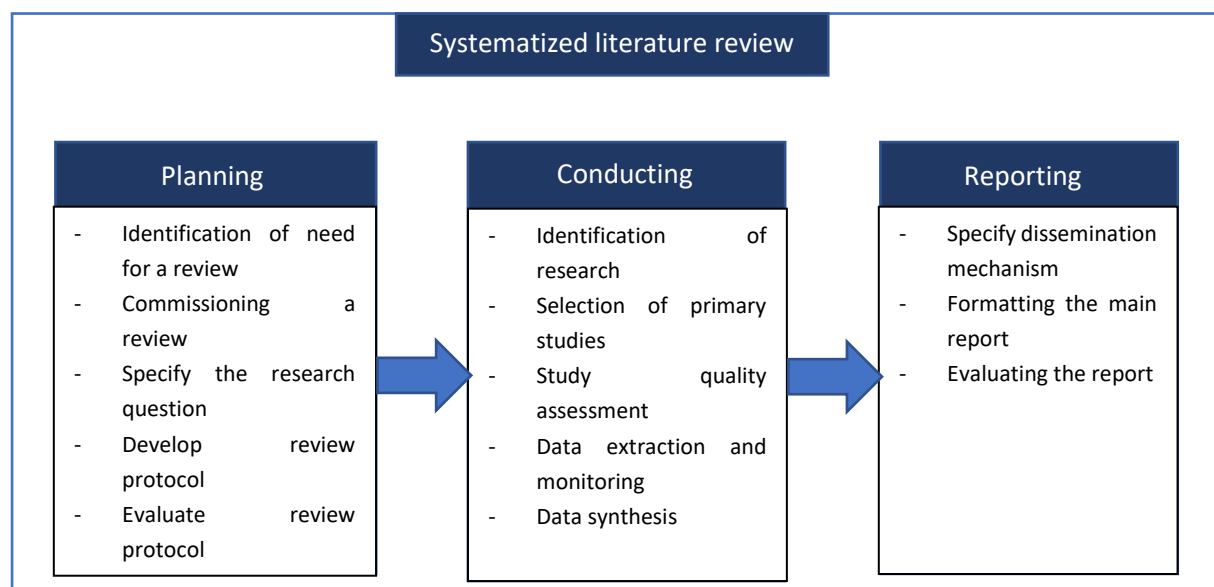 Systematized literature review
Planning
- Identification of need
for a review
- Commissioning a
review
- Specify the research
question
- Develop review
protocol
- Evaluate review
protocol
Conducting
- Identification of
research
- Selection of primary
studies
- Study quality
assessment
- Data extraction and
monitoring
- Data synthesis
Reporting
- Specify dissemination
mechanism
- Formatting the main
report
- Evaluating the report